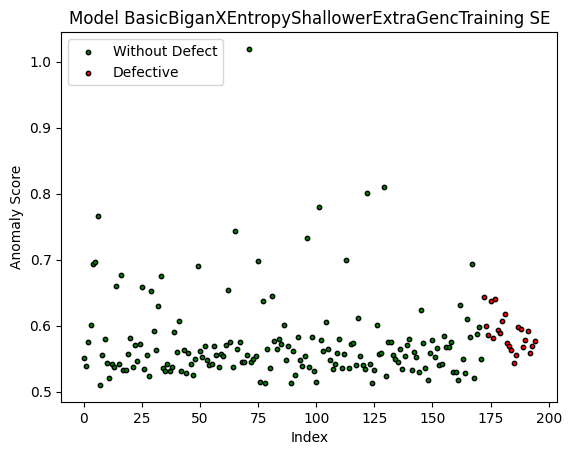 Model BasicBiganXEntropyShallowerExtraGencTraining SE
Without Defect
Defective
1.0
0.9
0.8
0.7
0.6
0.5
Anomaly Score
0 25 50 75 100 125 150 175 200
Index